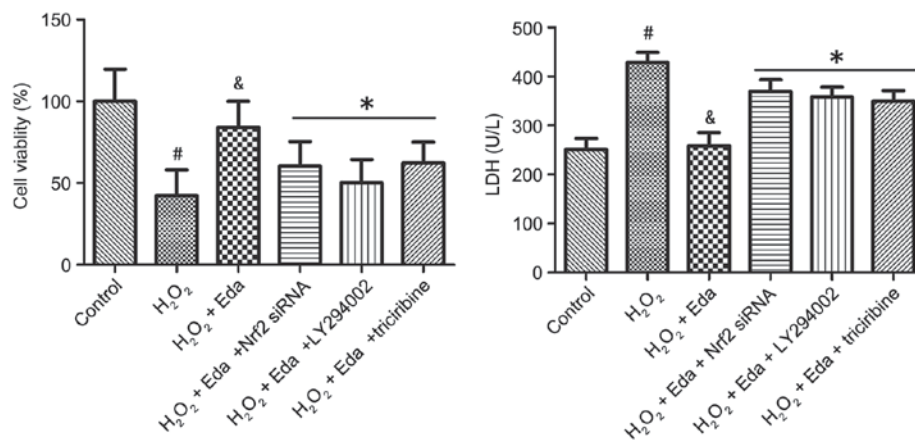 Cell viablity (%)
150
100
50
0
#
&
*
Control
H₂O₂
H₂O₂ + Eda
H₂O₂ + Eda +Nrf2 siRNA
H₂O₂ + Eda +LY294002
H₂O₂ + Eda +triciribine
LDH (U/L)
500
400
300
200
100
0
#
&
*
Control
H₂O₂
H₂O₂ + Eda
H₂O₂ + Eda + Nrf2 siRNA
H₂O₂ + Eda + LY294002
H₂O₂ + Eda + triciribine